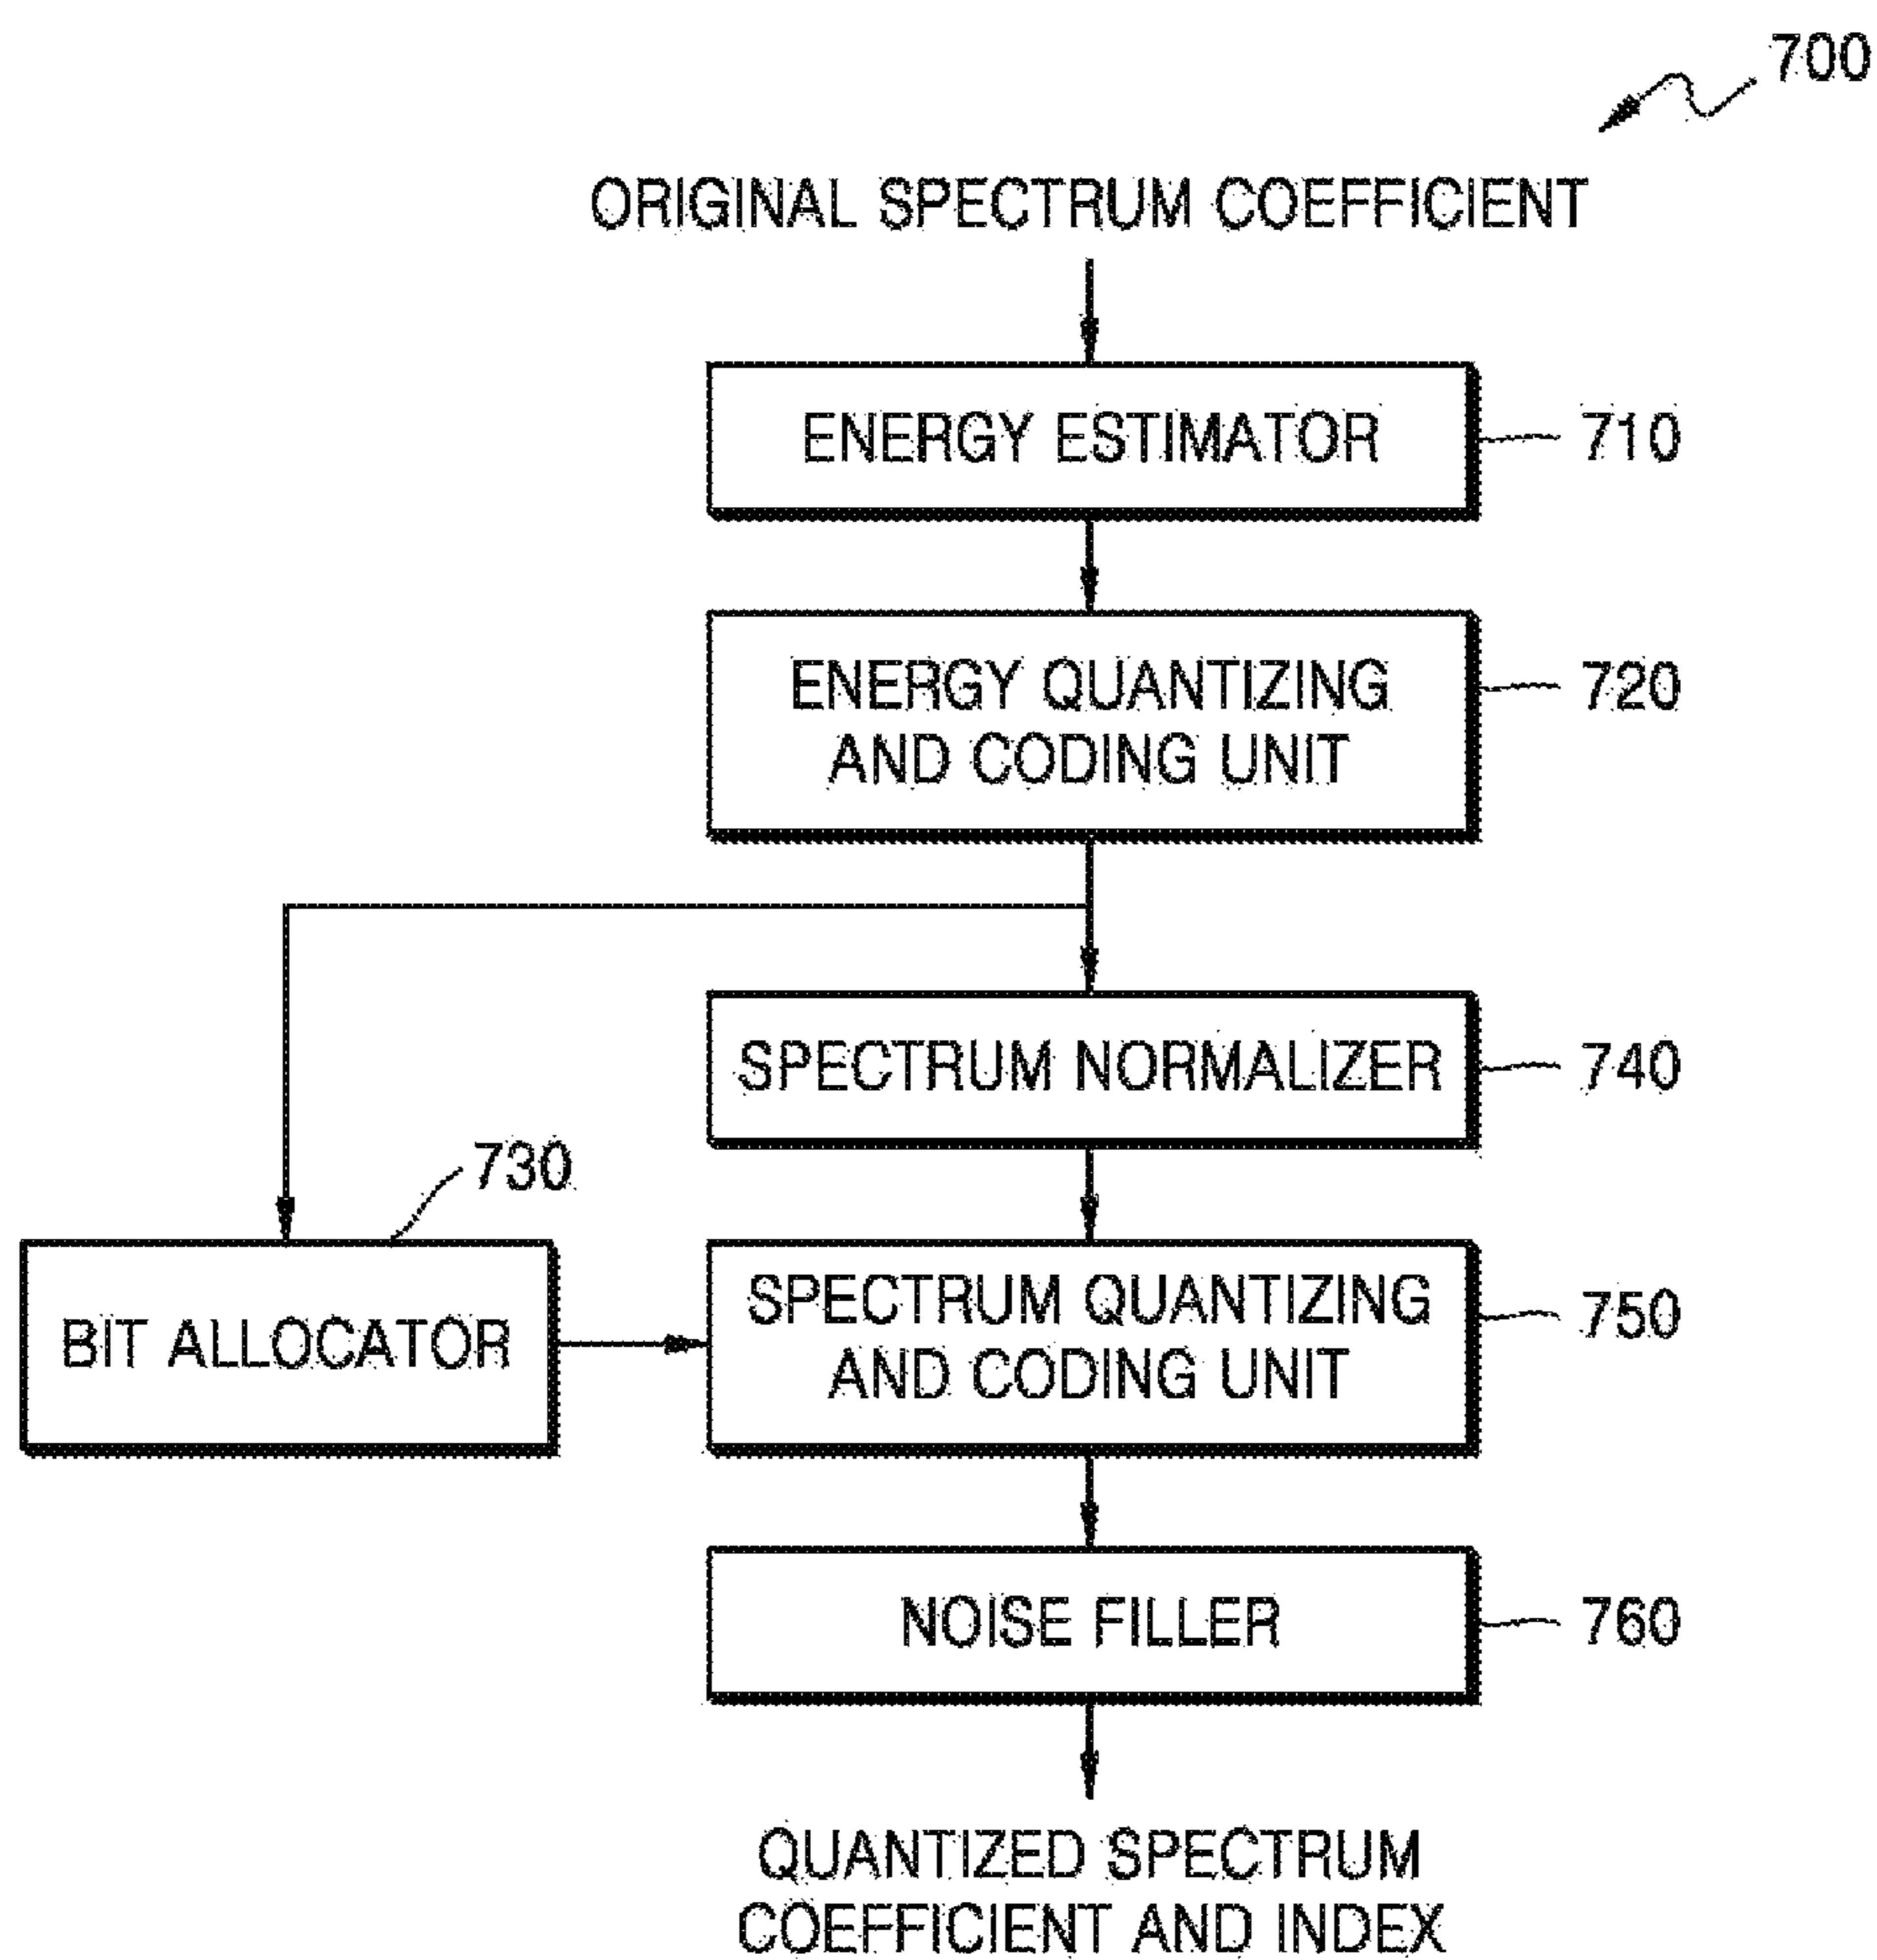 700
ORIGINAL SPECTRUM COEFFICIENT
ENERGY ESTIMATOR
710
ENERGY QUANTIZING
AND CODING UNIT
720
SPECTRUM NORMALIZER
740
730
BIT ALLOCATOR
SPECTRUM QUANTIZING
AND CODING UNIT
750
NOISE FILLER
760
QUANTIZED SPECTRUM
COEFFICIENT AND INDEX